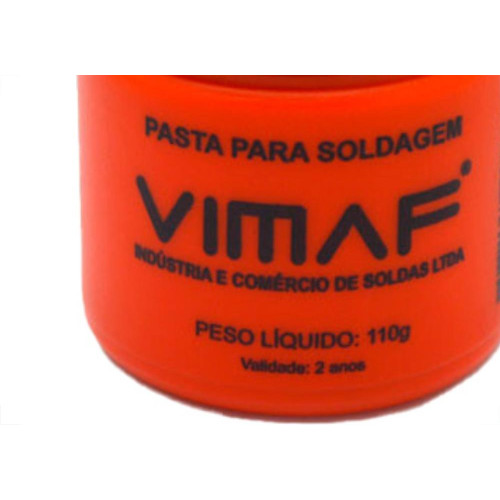 PASTA PARA SOLDAGEM
VIMAF®
INDÚSTRIA E COMÉRCIO DE SOLDAS LTDA
PESO LÍQUIDO: 110g
Validade: 2 anos